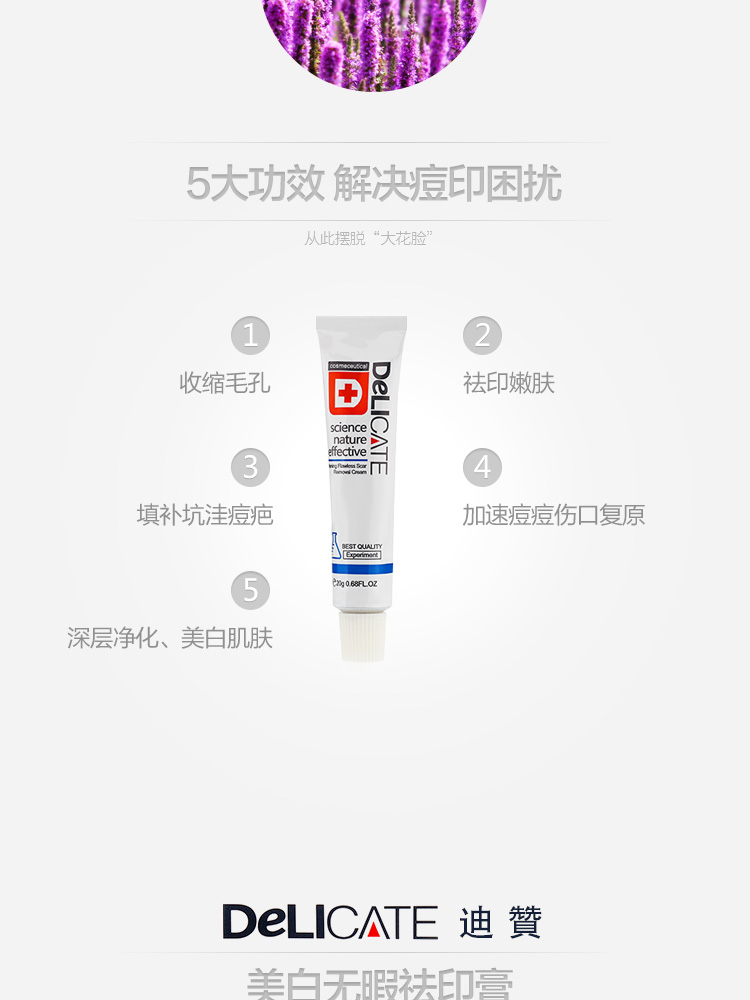 5大功效 解决痘印困扰
从此摆脱“大花脸”
1
收缩毛孔
2
祛印嫩肤
3
填补坑洼痘疤
4
加速痘痘伤口复原
5
深层净化、美白肌肤
cosmeceutical
DeLICATE
science
nature
effective
Flawless Scar
Removal Cream
BEST QUALITY
Experiment
20g 0.68FL.OZ
DeLICATE 迪贊
美白无暇祛印膏